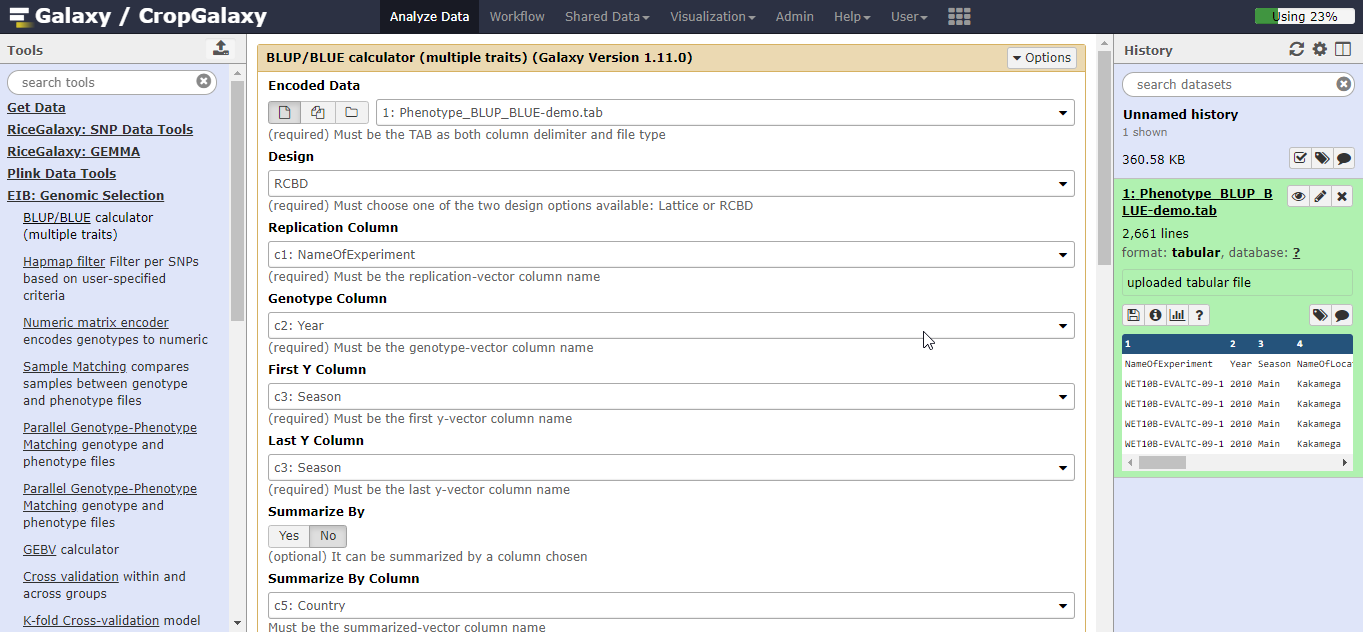 Galaxy / CropGalaxy
Analyze Data Workflow Shared Data Visualization Admin Help User
Using 23%
Tools
search tools
Get Data
RiceGalaxy: SNP Data Tools
RiceGalaxy: GEMMA
Plink Data Tools
EIB: Genomic Selection
BLUP/BLUE calculator
(multiple traits)
Hapmap filter Filter per SNPs
based on user-specified
criteria
Numeric matrix encoder
encodes genotypes to numeric
Sample Matching compares
samples between genotype
and phenotype files
Parallel Genotype-Phenotype
Matching genotype and
phenotype files
Parallel Genotype-Phenotype
Matching genotype and
phenotype files
GEBV calculator
Cross validation within and
across groups
K-fold Cross-validation model
BLUP/BLUE calculator (multiple traits) (Galaxy Version 1.11.0)
Options
Encoded Data
1: Phenotype_BLUP_BLUE-demo.tab
(required) Must be the TAB as both column delimiter and file type
Design
RCBD
(required) Must choose one of the two design options available: Lattice or RCBD
Replication Column
c1: NameOfExperiment
(required) Must be the replication-vector column name
Genotype Column
c2: Year
(required) Must be the genotype-vector column name
First Y Column
c3: Season
(required) Must be the first y-vector column name
Last Y Column
c3: Season
(required) Must be the last y-vector column name
Summarize By
Yes No
(optional) It can be summarized by a column chosen
Summarize By Column
c5: Country
Must be the summarized-vector column name
History
search datasets
Unnamed history
1 shown
360.58 KB
1: Phenotype_BLUP_B
LUE-demo.tab
2,661 lines
format: tabular, database: ?
uploaded tabular file
?
1 2 3 4
NameOfExperiment Year Season NameOfLoca
WET10B-EVALTC-09-1 2010 Main Kakamega
WET10B-EVALTC-09-1 2010 Main Kakamega
WET10B-EVALTC-09-1 2010 Main Kakamega
WET10B-EVALTC-09-1 2010 Main Kakamega